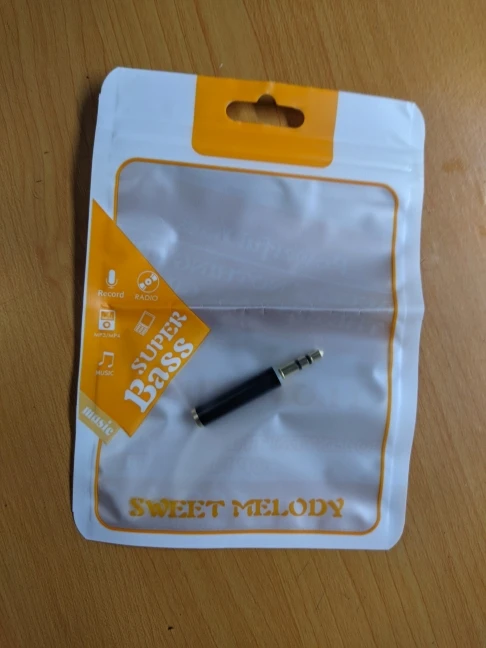 Record
RADIO
MP3/MP4
MUSIC
SUPER
Bass
music
SWEET MELODY